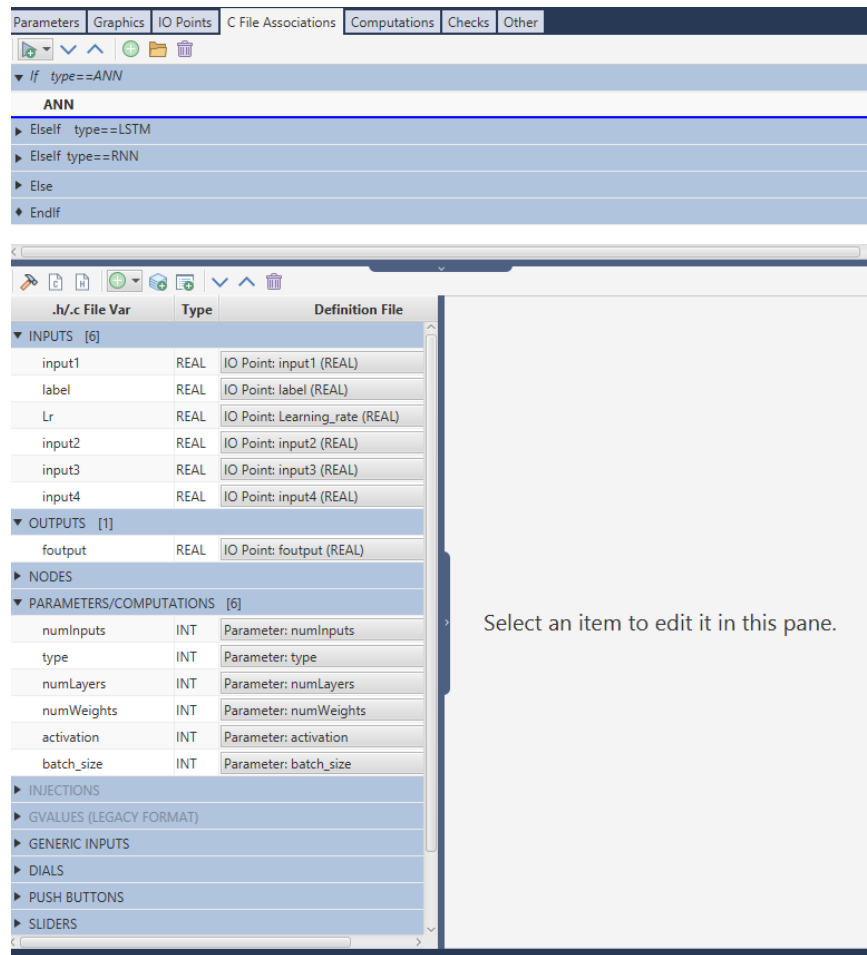 Parameters Graphics IO Points C File Associations Computations Checks Other
If type==ANN
ANN
ElseIf type==LSTM
ElseIf type==RNN
Else
EndIf
.h/.c File Var Type Definition File
INPUTS [6]
input1 REAL IO Point: input1 (REAL)
label REAL IO Point: label (REAL)
Lr REAL IO Point: Learning_rate (REAL)
input2 REAL IO Point: input2 (REAL)
input3 REAL IO Point: input3 (REAL)
input4 REAL IO Point: input4 (REAL)
OUTPUTS [1]
foutput REAL IO Point: foutput (REAL)
NODES
PARAMETERS/COMPUTATIONS [6]
numInputs INT Parameter: numInputs
type INT Parameter: type
numLayers INT Parameter: numLayers
numWeights INT Parameter: numWeights
activation INT Parameter: activation
batch_size INT Parameter: batch_size
INJECTIONS
GVALUES (LEGACY FORMAT)
GENERIC INPUTS
DIALS
PUSH BUTTONS
SLIDERS
Select an item to edit it in this pane.